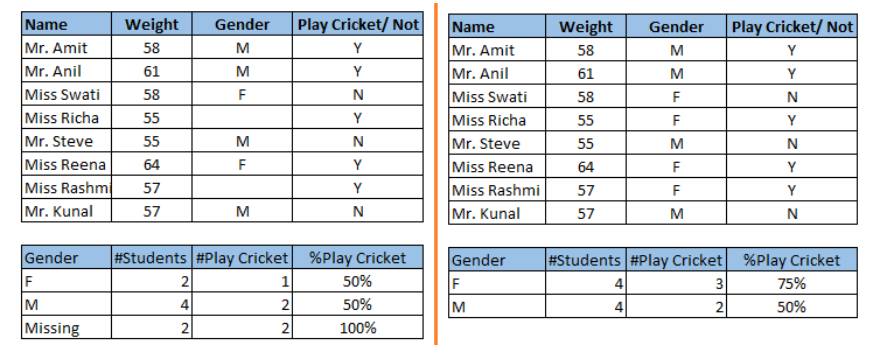 Name Weight Gender Play Cricket/ Not
Mr. Amit 58 M Y
Mr. Anil 61 M Y
Miss Swati 58 F N
Miss Richa 55 Y
Mr. Steve 55 M N
Miss Reena 64 F Y
Miss Rashmi 57 Y
Mr. Kunal 57 M N
Gender #Students #Play Cricket %Play Cricket
F 2 1 50%
M 4 2 50%
Missing 2 2 100%
Name Weight Gender Play Cricket/ Not
Mr. Amit 58 M Y
Mr. Anil 61 M Y
Miss Swati 58 F N
Miss Richa 55 F Y
Mr. Steve 55 M N
Miss Reena 64 F Y
Miss Rashmi 57 F Y
Mr. Kunal 57 M N
Gender #Students #Play Cricket %Play Cricket
F 4 3 75%
M 4 2 50%